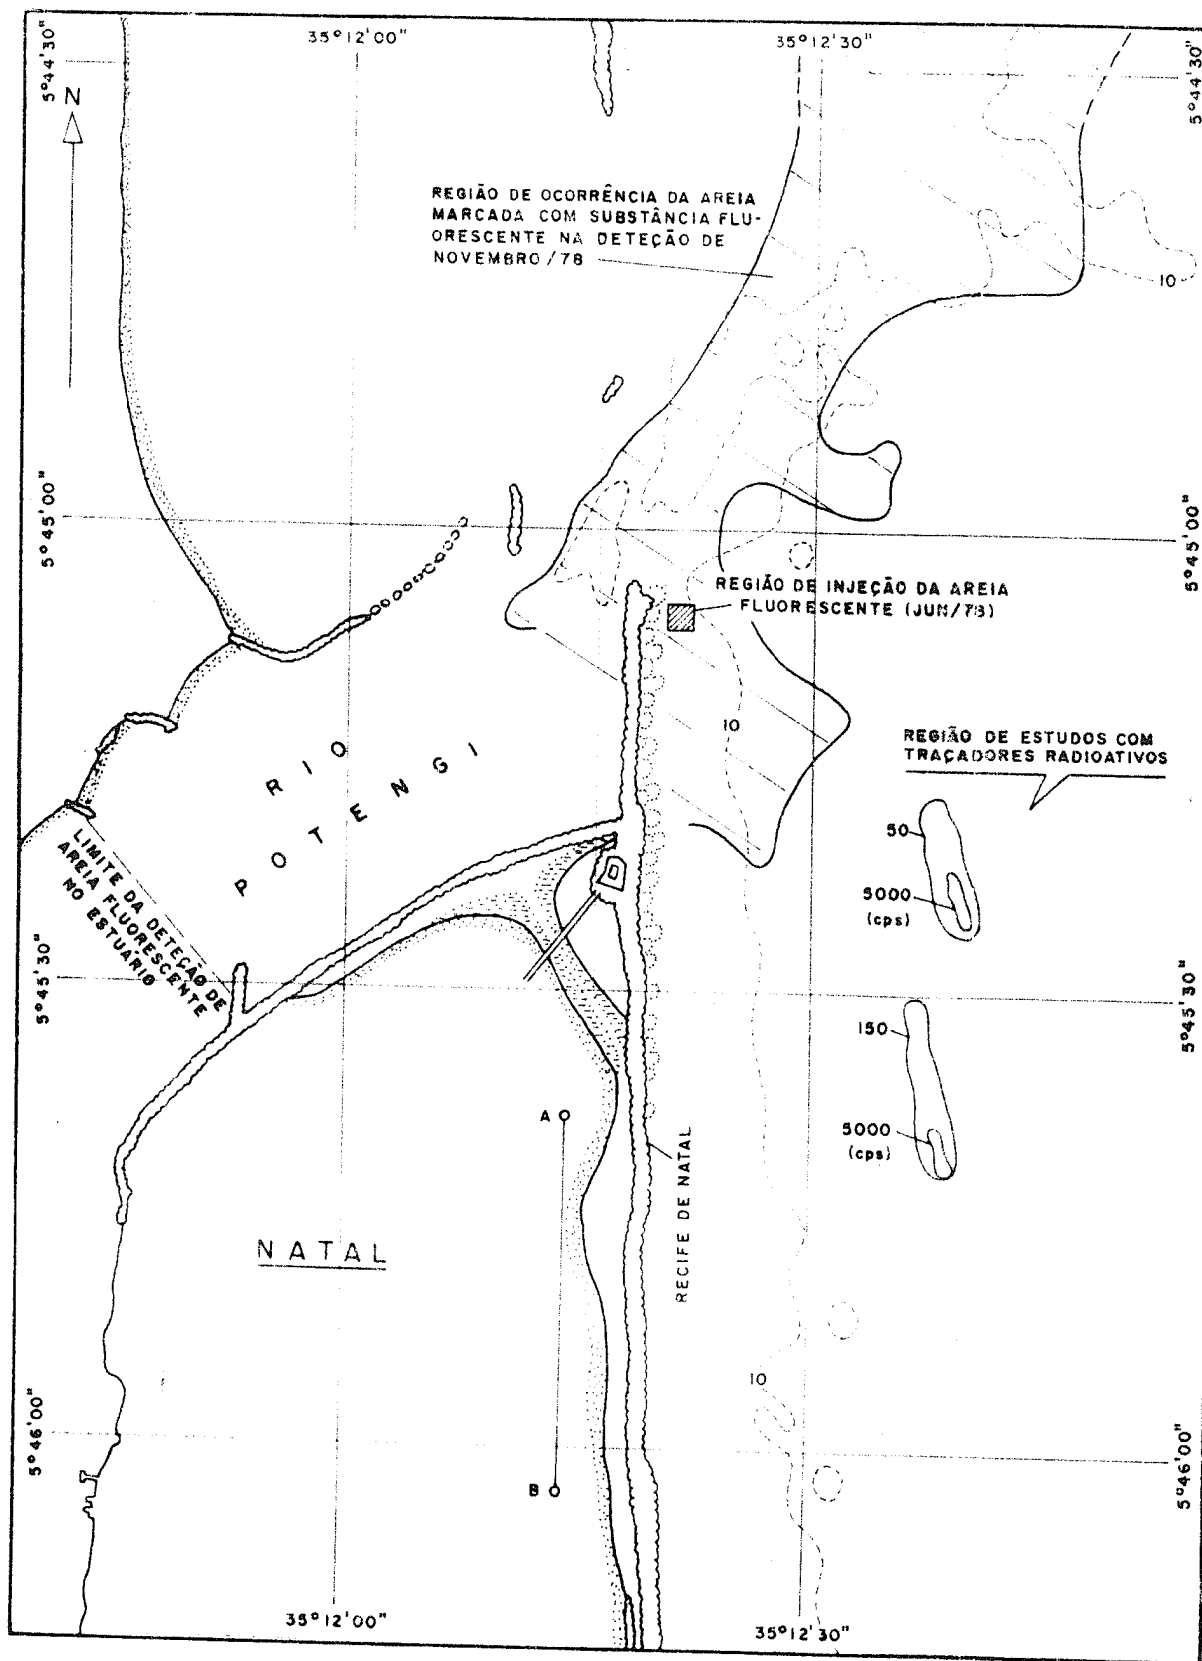 35°12'00"
35°12'30"
5°44'30"
5°44'30"
N
REGIÃO DE OCORRÊNCIA DA AREIA
MARCADA COM SUBSTÂNCIA FLU-
ORESCENTE NA DETEÇÃO DE
NOVEMBRO/78
10
5°45'00"
5°45'00"
REGIÃO DE INJEÇÃO DA AREIA
FLUORESCENTE (JUN/78)
10
REGIÃO DE ESTUDOS COM
TRAÇADORES RADIOATIVOS
RIO
POTENGI
50
5000
(cps)
LIMITE DA DETEÇÃO DE
AREIA FLUORESCENTE
NO ESTUÁRIO
5°45'30"
5°45'30"
150
A
5000
(cps)
RECIFE DE NATAL
NATAL
10
5°46'00"
5°46'00"
B
35°12'00"
35°12'30"